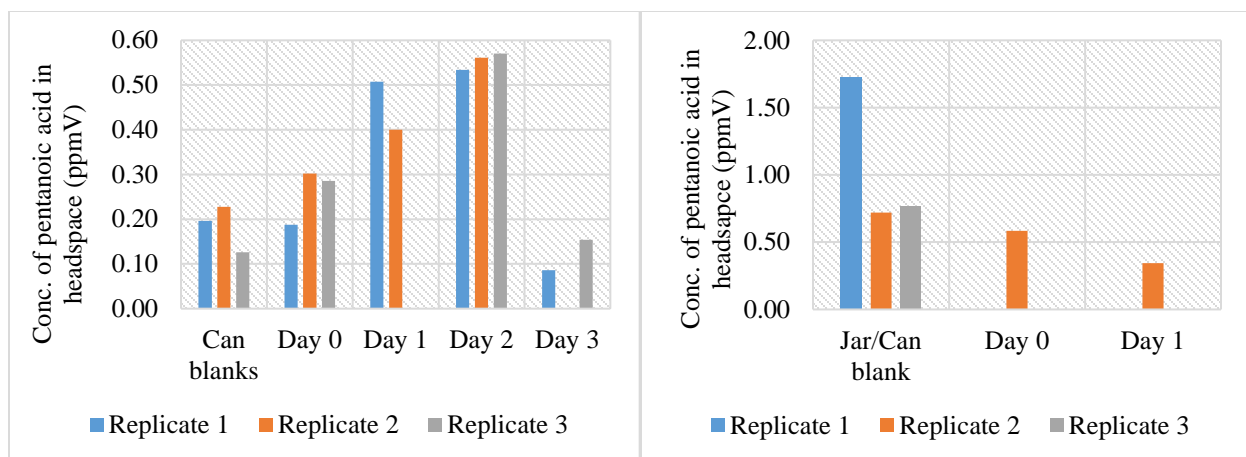 Conc. of pentanoic acid in
headspace (ppmV)
0.60
0.50
0.40
0.30
0.20
0.10
0.00
Can
blanks
Day 0
Day 1
Day 2
Day 3
Replicate 1
Replicate 2
Replicate 3
Conc. of pentanoic acid in
headsapce (ppmV)
2.00
1.50
1.00
0.50
0.00
Jar/Can
blank
Day 0
Day 1
Replicate 1
Replicate 2
Replicate 3